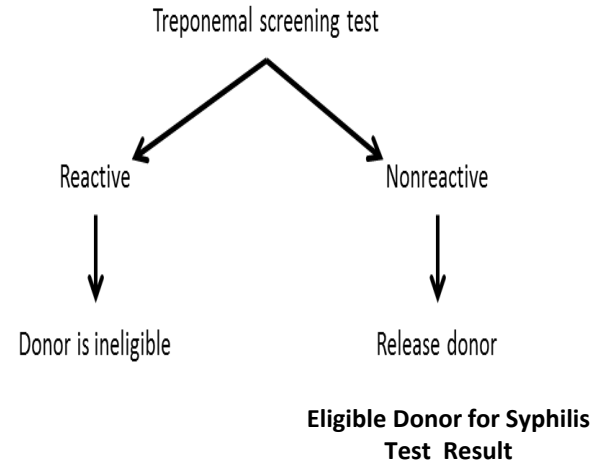 Treponemal screening test
Reactive
Nonreactive
Donor is ineligible
Release donor
Eligible Donor for Syphilis
Test Result